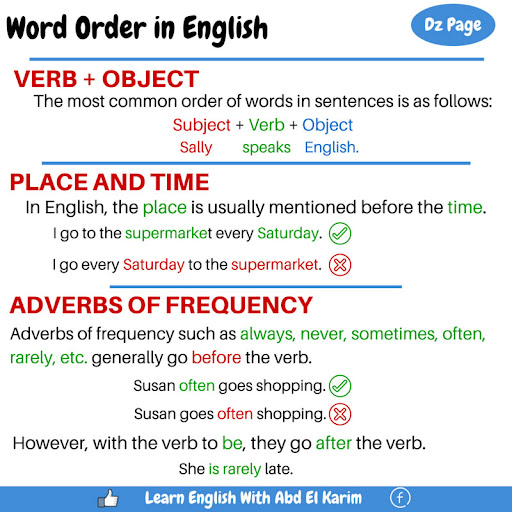 Word Order in English
Dz Page
VERB + OBJECT
The most common order of words in sentences is as follows:
Subject + Verb + Object
Sally speaks English.
PLACE AND TIME
In English, the place is usually mentioned before the time.
I go to the supermarket every Saturday.
I go every Saturday to the supermarket.
ADVERBS OF FREQUENCY
Adverbs of frequency such as always, never, sometimes, often,
rarely, etc. generally go before the verb.
Susan often goes shopping.
Susan goes often shopping.
However, with the verb to be, they go after the verb.
She is rarely late.
Learn English With Abd El Karim
f